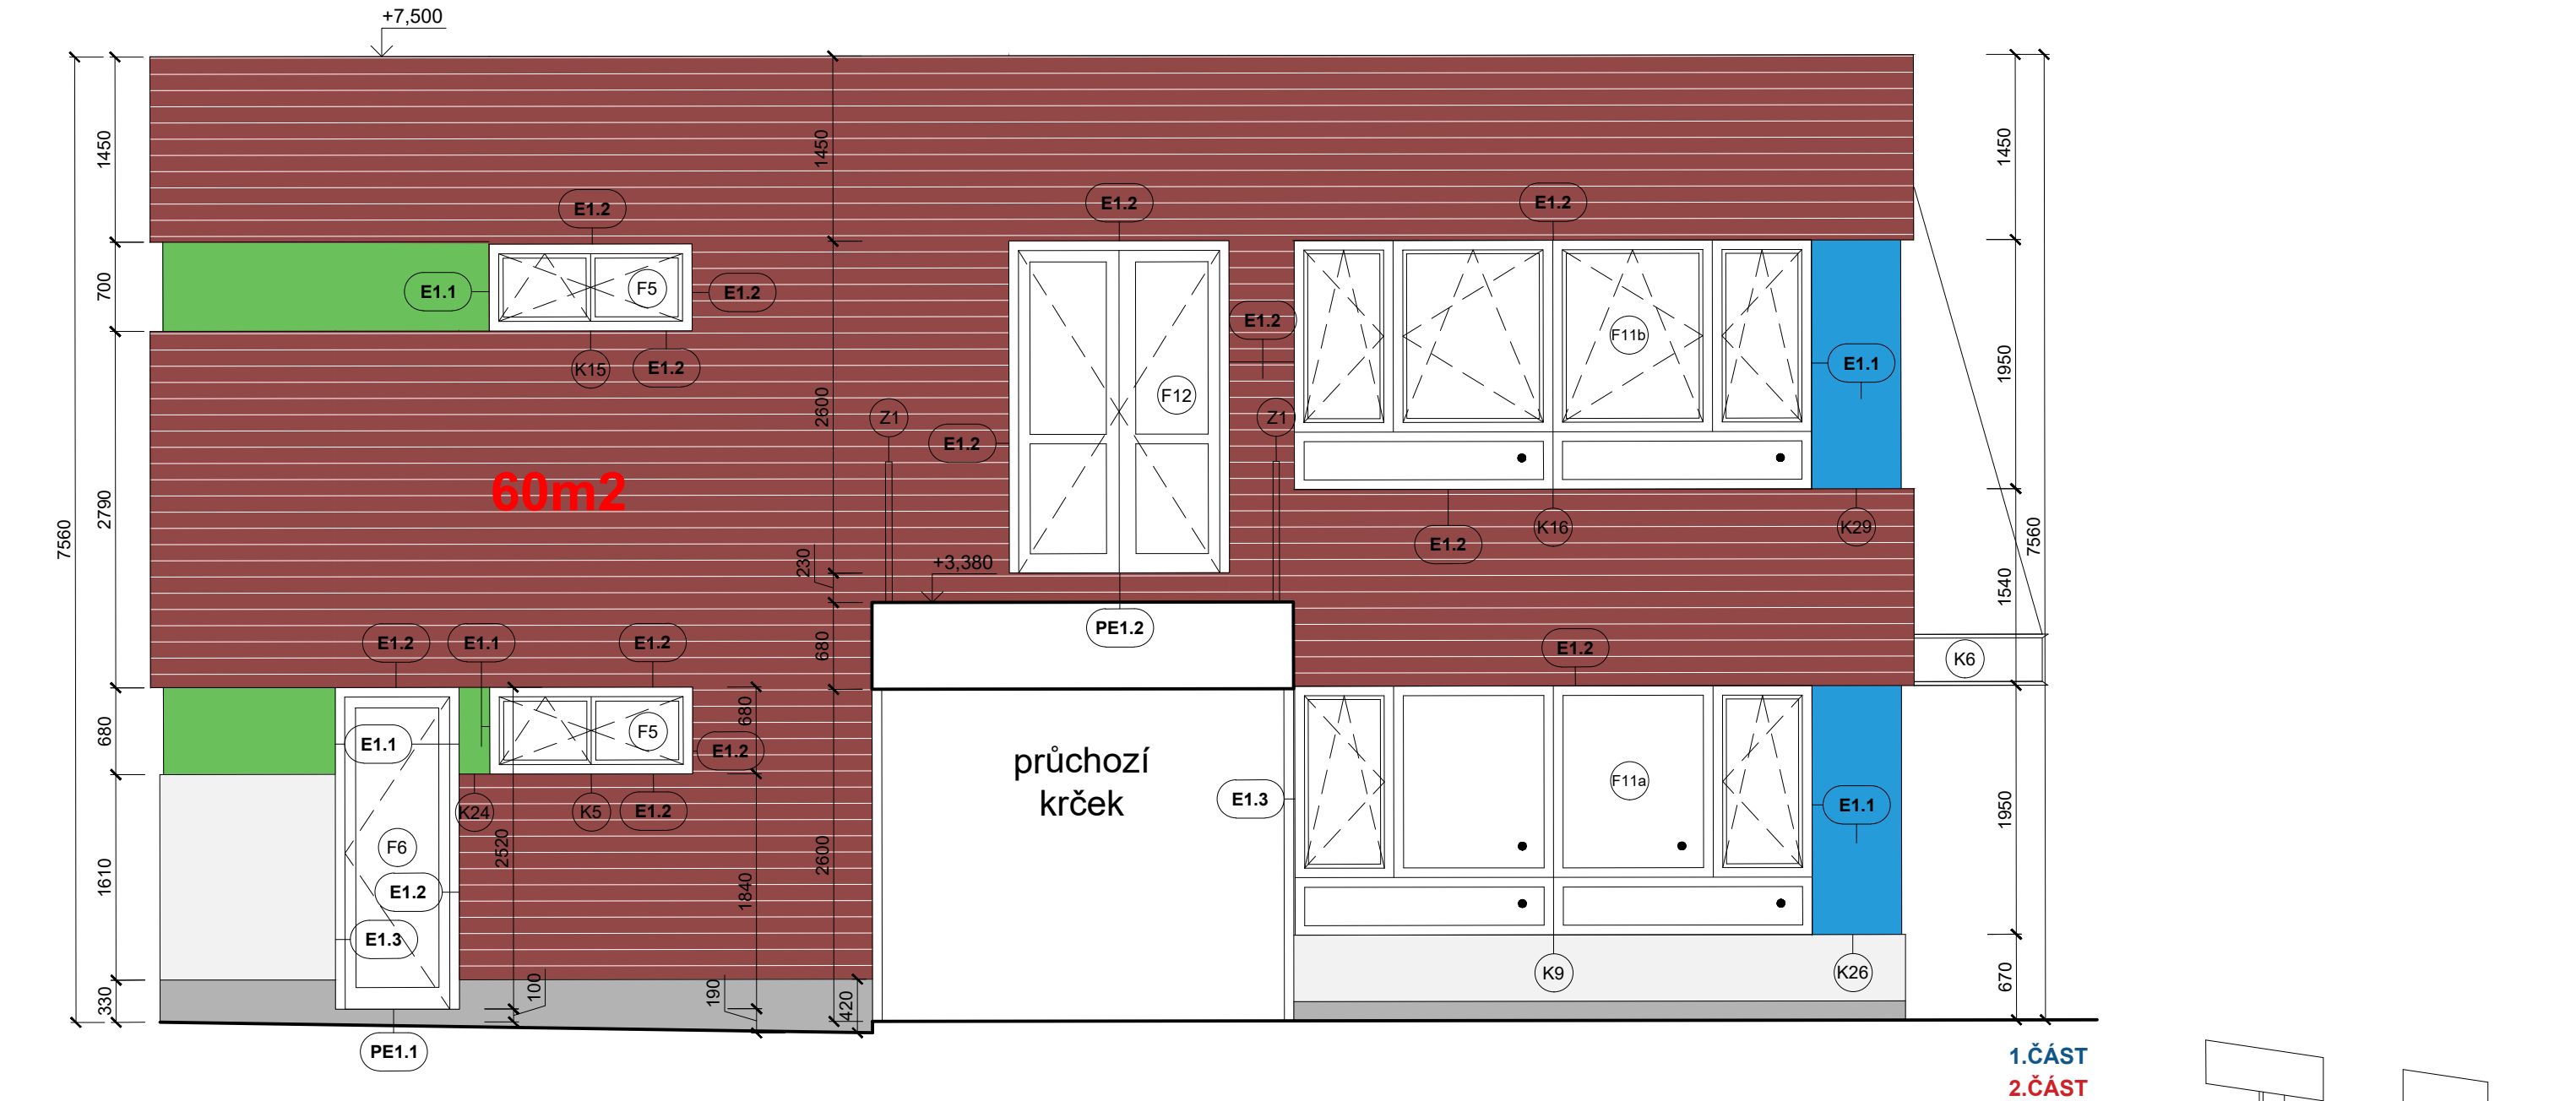 +7,500
1450
1450
1450
E1.2
E1.2
E1.2
700
E1.1
F5
E1.2
E1.2
F11b
1950
E1.1
K15
E1.2
2600
F12
Z1
Z1
E1.2
60m2
2790
7560
K16
K29
E1.2
7560
230
+3,380
1540
PE1.2
E1.2
E1.1
E1.2
680
E1.2
K6
680
E1.1
680
F5
E1.2
průchozí
krček
E1.3
F11a
E1.1
1950
K24
K5
E1.2
2520
F6
2600
1610
E1.2
1840
E1.3
K9
K26
670
330
100
190
420
PE1.1
1.ČÁST
2.ČÁST